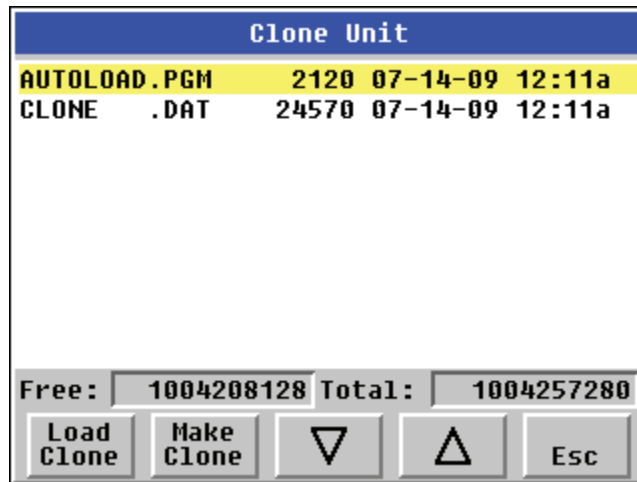 Clone Unit
AUTOLOAD.PGM 2120 07-14-09 12:11a
CLONE .DAT 24570 07-14-09 12:11a
Free: 1004208128 Total: 1004257280
Load Clone Make Clone ▽ △ Esc